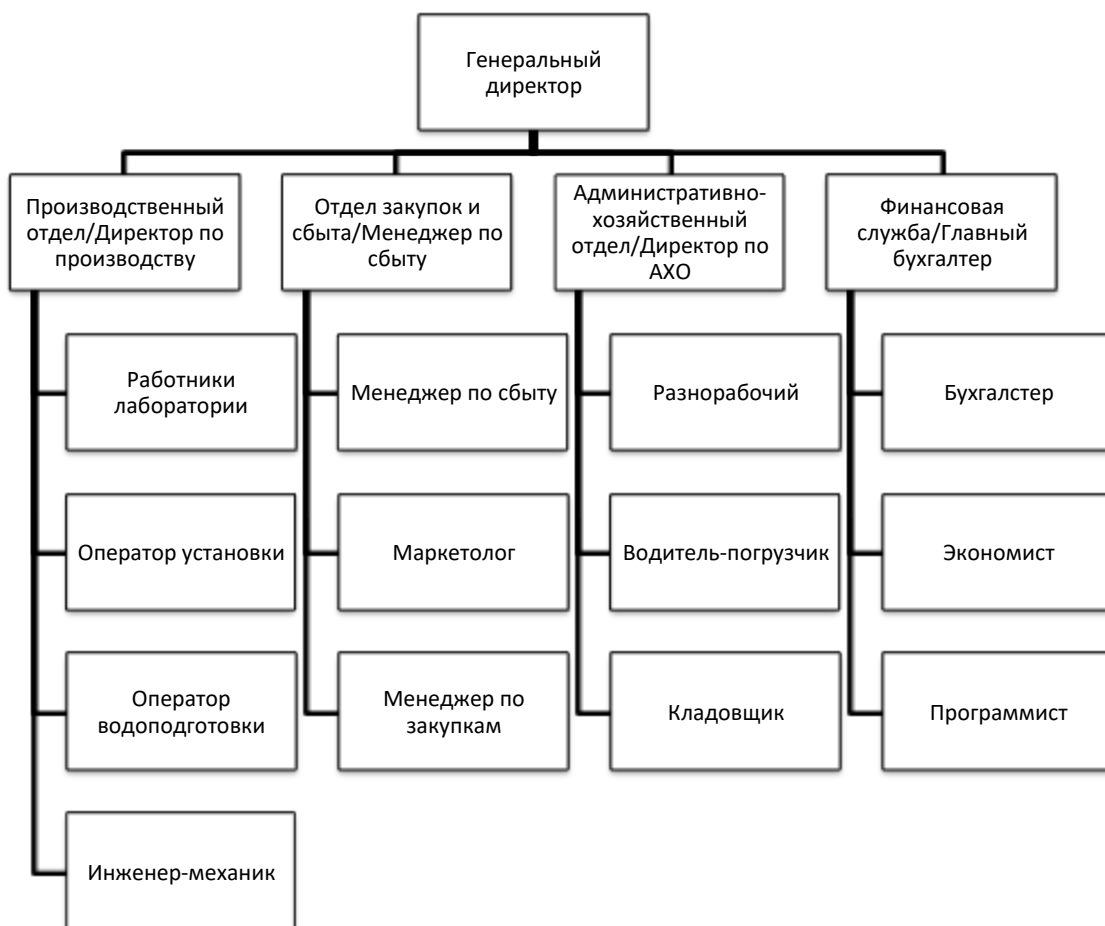 Генеральный
директор
Производственный
отдел/Директор по
производству
Отдел закупок и
сбыта/Менеджер по
сбыту
Административно-
хозяйственный
отдел/Директор по
АХО
Финансовая
служба/Главный
бухгалтер
Работники
лаборатории
Менеджер по сбыту
Разнорабочий
Бухгалстер
Оператор установки
Маркетолог
Водитель-погрузчик
Экономист
Оператор
водоподготовки
Менеджер по
закупкам
Кладовщик
Программист
Инженер-механик